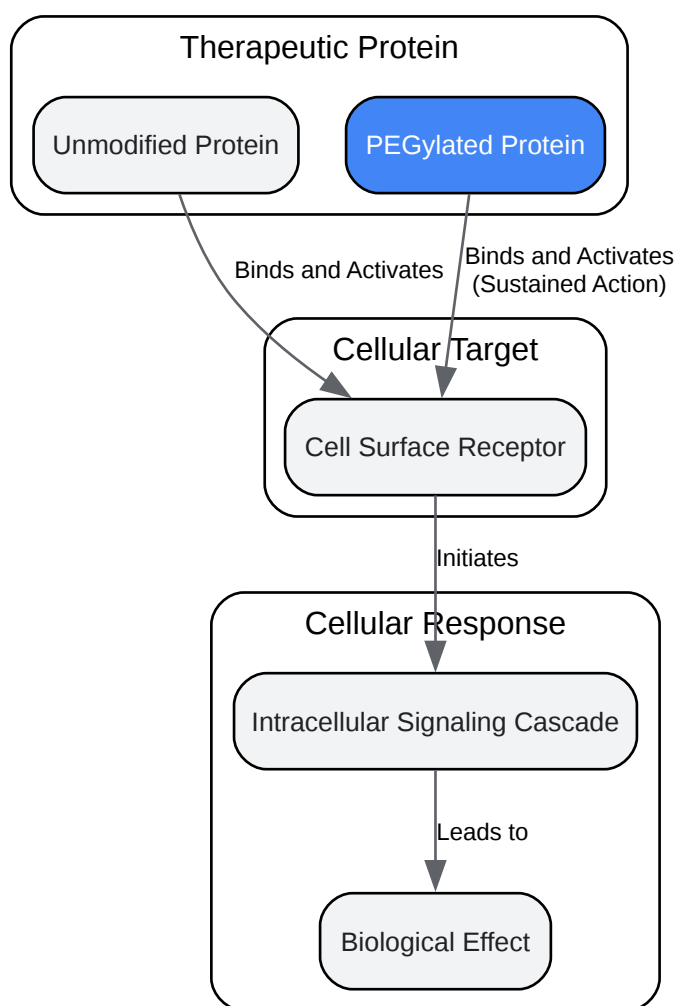 Therapeutic Protein
Unmodified Protein
PEGylated Protein
Binds and Activates
Binds and Activates
(Sustained Action)
Cellular Target
Cell Surface Receptor
Initiates
Cellular Response
Intracellular Signaling Cascade
Leads to
Biological Effect